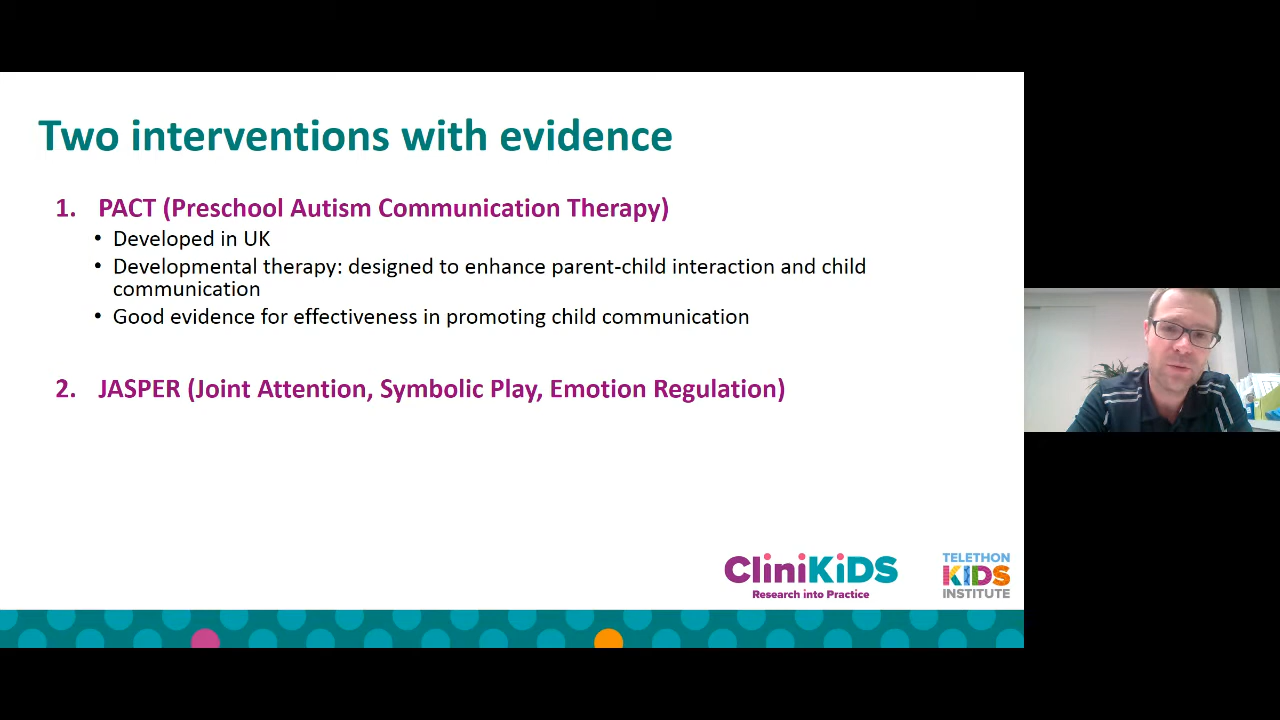 Two interventions with evidence
1. PACT (Preschool Autism Communication Therapy)
• Developed in UK
• Developmental therapy: designed to enhance parent-child interaction and child
communication
• Good evidence for effectiveness in promoting child communication
2. JASPER (Joint Attention, Symbolic Play, Emotion Regulation)
CliniKiDS
Research into Practice
TELETHON
KIDS
INSTITUTE